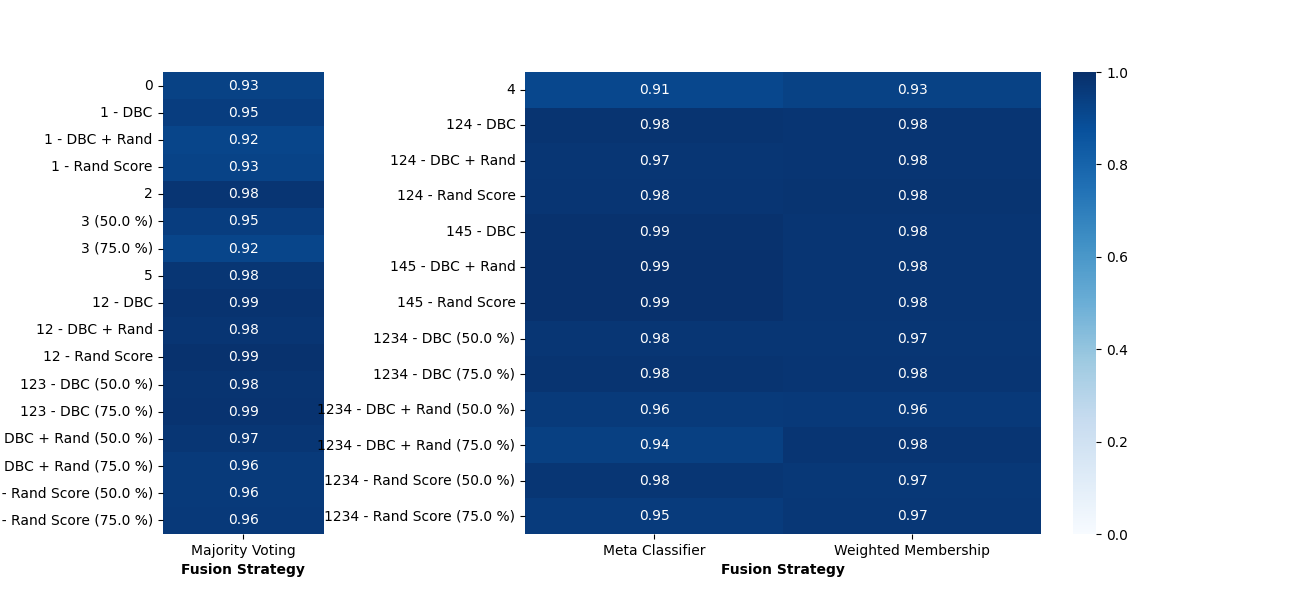 0 0.93
1 - DBC 0.95
1 - DBC + Rand 0.92
1 - Rand Score 0.93
2 0.98
3 (50.0 %) 0.95
3 (75.0 %) 0.92
5 0.98
12 - DBC 0.99
12 - DBC + Rand 0.98
12 - Rand Score 0.99
123 - DBC (50.0 %) 0.98
123 - DBC (75.0 %) 0.99
DBC + Rand (50.0 %) 0.97
DBC + Rand (75.0 %) 0.96
- Rand Score (50.0 %) 0.96
- Rand Score (75.0 %) 0.96
Majority Voting
Fusion Strategy
4 0.91 0.93
124 - DBC 0.98 0.98
124 - DBC + Rand 0.97 0.98
124 - Rand Score 0.98 0.98
145 - DBC 0.99 0.98
145 - DBC + Rand 0.99 0.98
145 - Rand Score 0.99 0.98
1234 - DBC (50.0 %) 0.98 0.97
1234 - DBC (75.0 %) 0.98 0.98
1234 - DBC + Rand (50.0 %) 0.96 0.96
1234 - DBC + Rand (75.0 %) 0.94 0.98
1234 - Rand Score (50.0 %) 0.98 0.97
1234 - Rand Score (75.0 %) 0.95 0.97
Meta Classifier Weighted Membership
Fusion Strategy
1.0
0.8
0.6
0.4
0.2
0.0